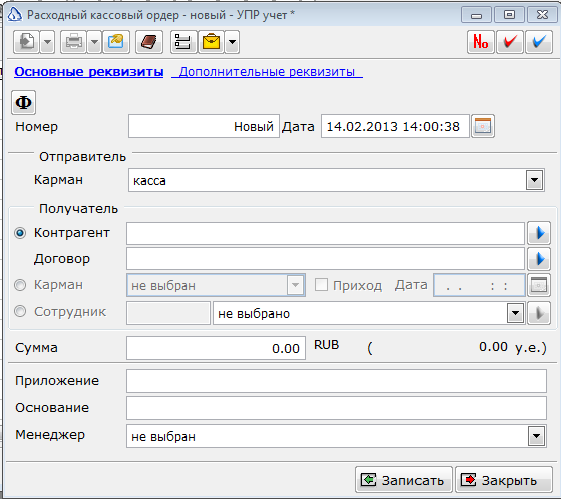 Расходный кассовый ордер - новый - УПР учет *
No
Основные реквизиты Дополнительные реквизиты
Ф
Номер Новый Дата 14.02.2013 14:00:38
Отправитель
Карман касса
Получатель
Контрагент
Договор
Карман не выбран Приход Дата . . : :
Сотрудник не выбрано
Сумма 0.00 RUB ( 0.00 у.е.)
Приложение
Основание
Менеджер не выбран
Записать Закрыть